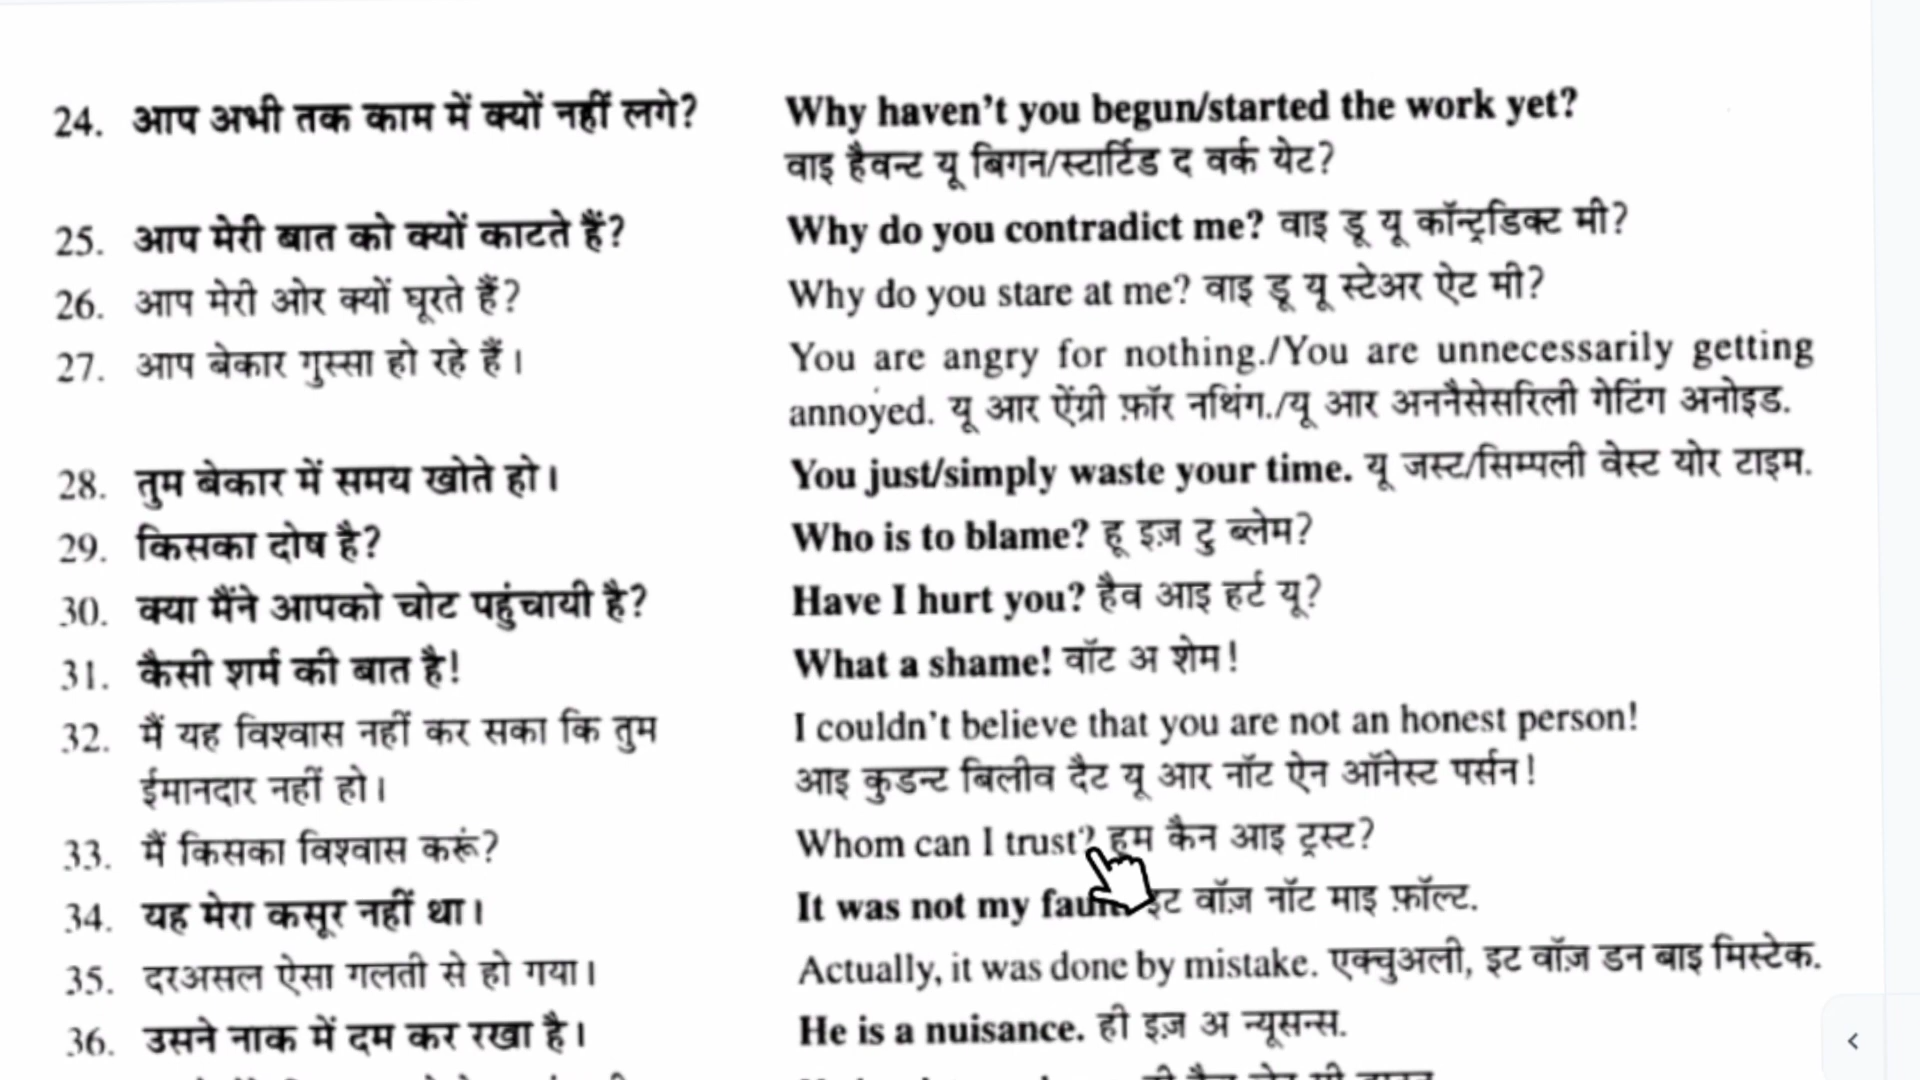 24. आप अभी तक काम में क्यों नहीं लगे? Why haven't you begun/started the work yet?
वाइ हैवन्ट यू बिगन/स्टार्टिड द वर्क येट?
25. आप मेरी बात को क्यों काटते हैं? Why do you contradict me? वाइ डू यू कॉन्ट्रडिक्ट मी?
26. आप मेरी ओर क्यों घूरते हैं? Why do you stare at me? वाइ डू यू स्टेअर ऐट मी?
27. आप बेकार गुस्सा हो रहे हैं। You are angry for nothing./You are unnecessarily getting
annoyed. यू आर ऐंग्री फ़ॉर नथिंग./यू आर अननैसेसरिली गेटिंग अनोइड.
28. तुम बेकार में समय खोते हो। You just/simply waste your time. यू जस्ट/सिम्पली वेस्ट योर टाइम.
29. किसका दोष है? Who is to blame? हू इज़ टु ब्लेम?
30. क्या मैंने आपको चोट पहुंचायी है? Have I hurt you? हैव आइ हर्ट यू?
31. कैसी शर्म की बात है! What a shame! वॉट अ शेम!
32. मैं यह विश्वास नहीं कर सका कि तुम I couldn't believe that you are not an honest person!
ईमानदार नहीं हो। आइ कुडन्ट बिलीव दैट यू आर नॉट ऐन ऑनेस्ट पर्सन!
33. मैं किसका विश्वास करूं? Whom can I trust? हूम कैन आइ ट्रस्ट?
34. यह मेरा कसूर नहीं था। It was not my इट वॉज़ नॉट माइ फ़ॉल्ट.
35. दरअसल ऐसा गलती से हो गया। Actually, it was done by mistake. एक्चुअली, इट वॉज़ डन बाइ मिस्टेक.
36. उसने नाक में दम कर रखा है। He is a nuisance. ही इज़ अ न्यूसन्स.